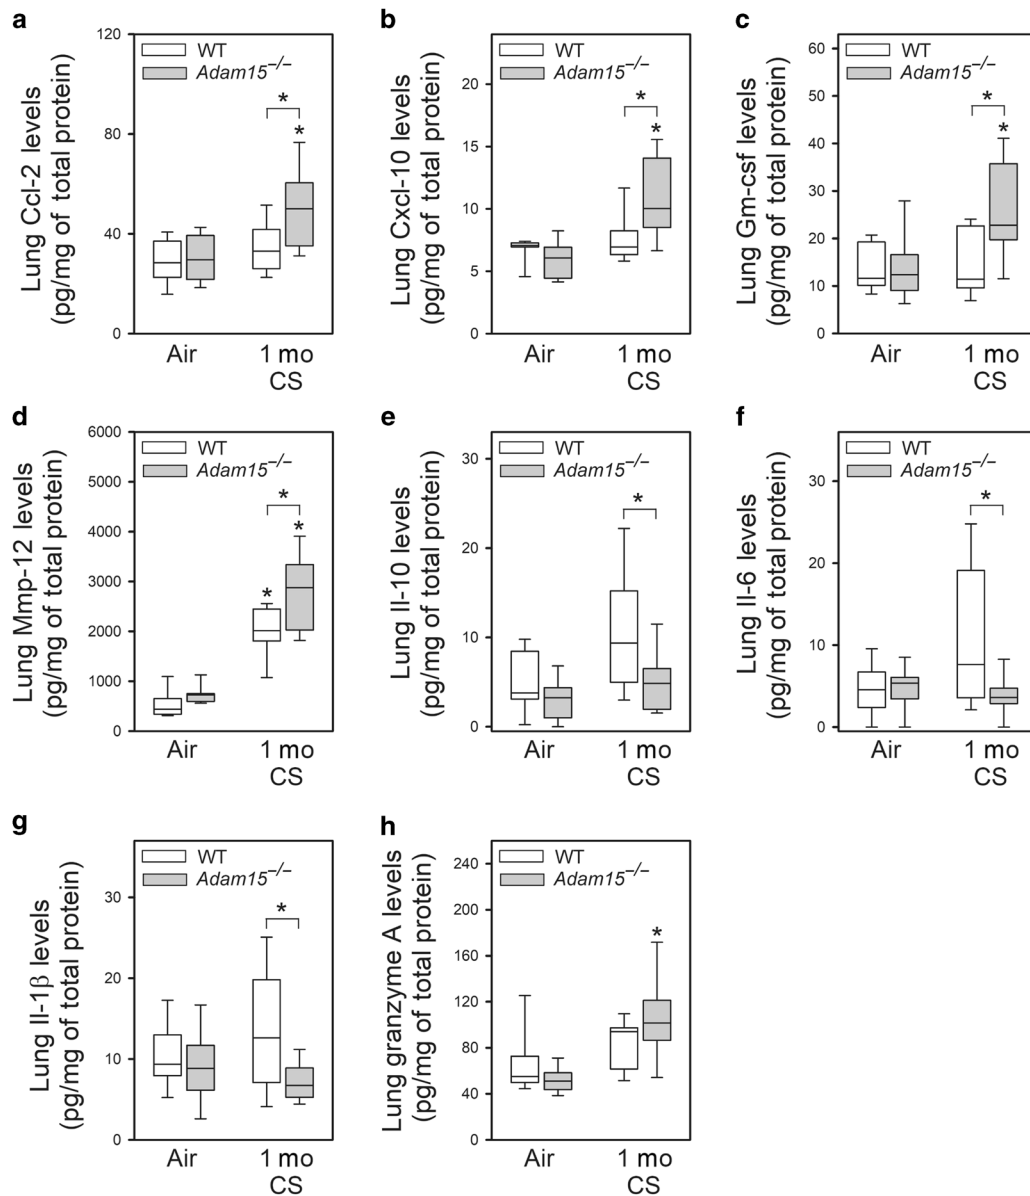 a
Lung Ccl-2 levels
(pg/mg of total protein)
120
80
40
0
WT
Adam15−/−
*
*
Air
1 mo
CS
b
Lung Cxcl-10 levels
(pg/mg of total protein)
20
15
10
5
0
WT
Adam15−/−
*
*
Air
1 mo
CS
c
Lung Gm-csf levels
(pg/mg of total protein)
60
50
40
30
20
10
0
WT
Adam15−/−
*
*
Air
1 mo
CS
d
Lung Mmp-12 levels
(pg/mg of total protein)
6000
5000
4000
3000
2000
1000
0
WT
Adam15−/−
*
*
*
Air
1 mo
CS
e
Lung Il-10 levels
(pg/mg of total protein)
30
20
10
0
WT
Adam15−/−
*
Air
1 mo
CS
f
Lung Il-6 levels
(pg/mg of total protein)
30
20
10
0
WT
Adam15−/−
*
Air
1 mo
CS
g
Lung Il-1β levels
(pg/mg of total protein)
30
20
10
0
WT
Adam15−/−
*
Air
1 mo
CS
h
Lung granzyme A levels
(pg/mg of total protein)
240
200
160
120
80
40
0
WT
Adam15−/−
*
Air
1 mo
CS